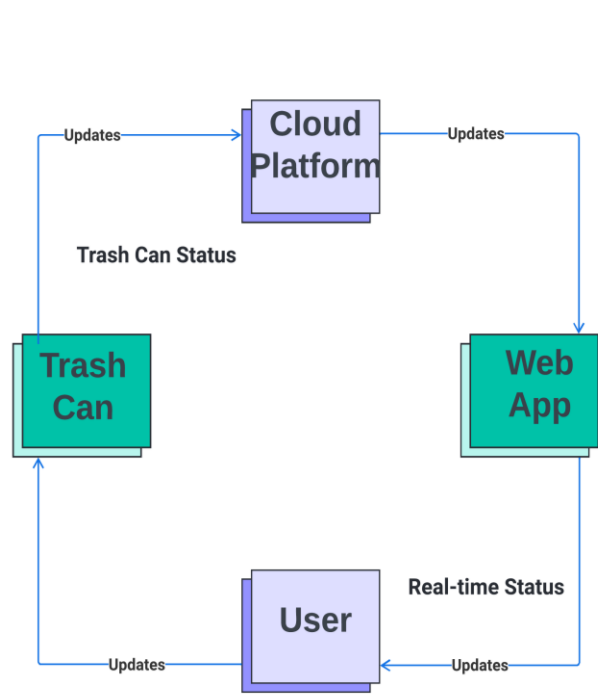 Cloud
Platform
Updates
Updates
Trash Can Status
Trash
Can
Web
App
Real-time Status
User
Updates
Updates